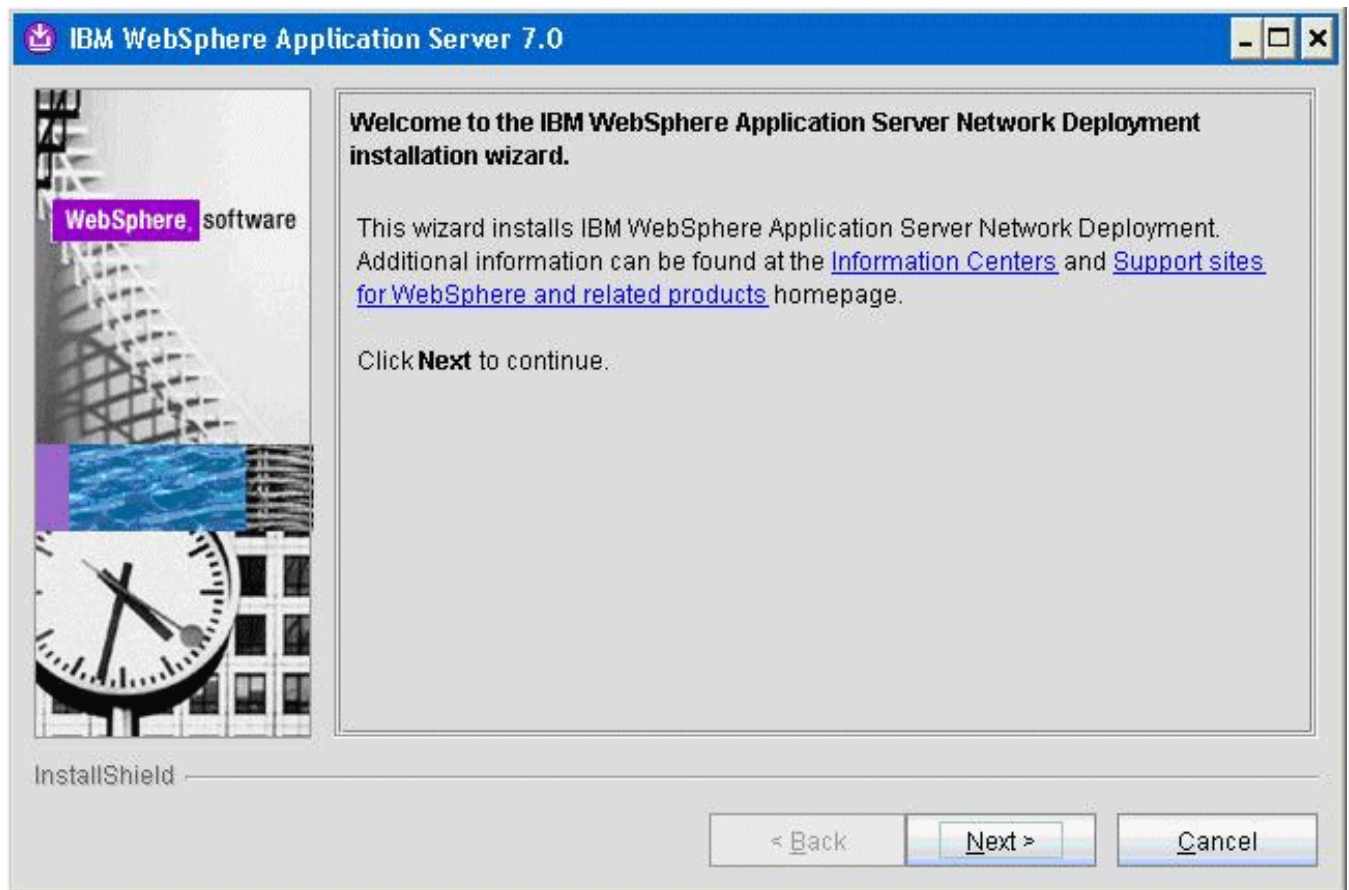 IBM WebSphere Application Server 7.0
WebSphere. software
Welcome to the IBM WebSphere Application Server Network Deployment
installation wizard.
This wizard installs IBM WebSphere Application Server Network Deployment.
Additional information can be found at the Information Centers and Support sites
for WebSphere and related products homepage.
Click Next to continue.
InstallShield
< Back
Next >
Cancel